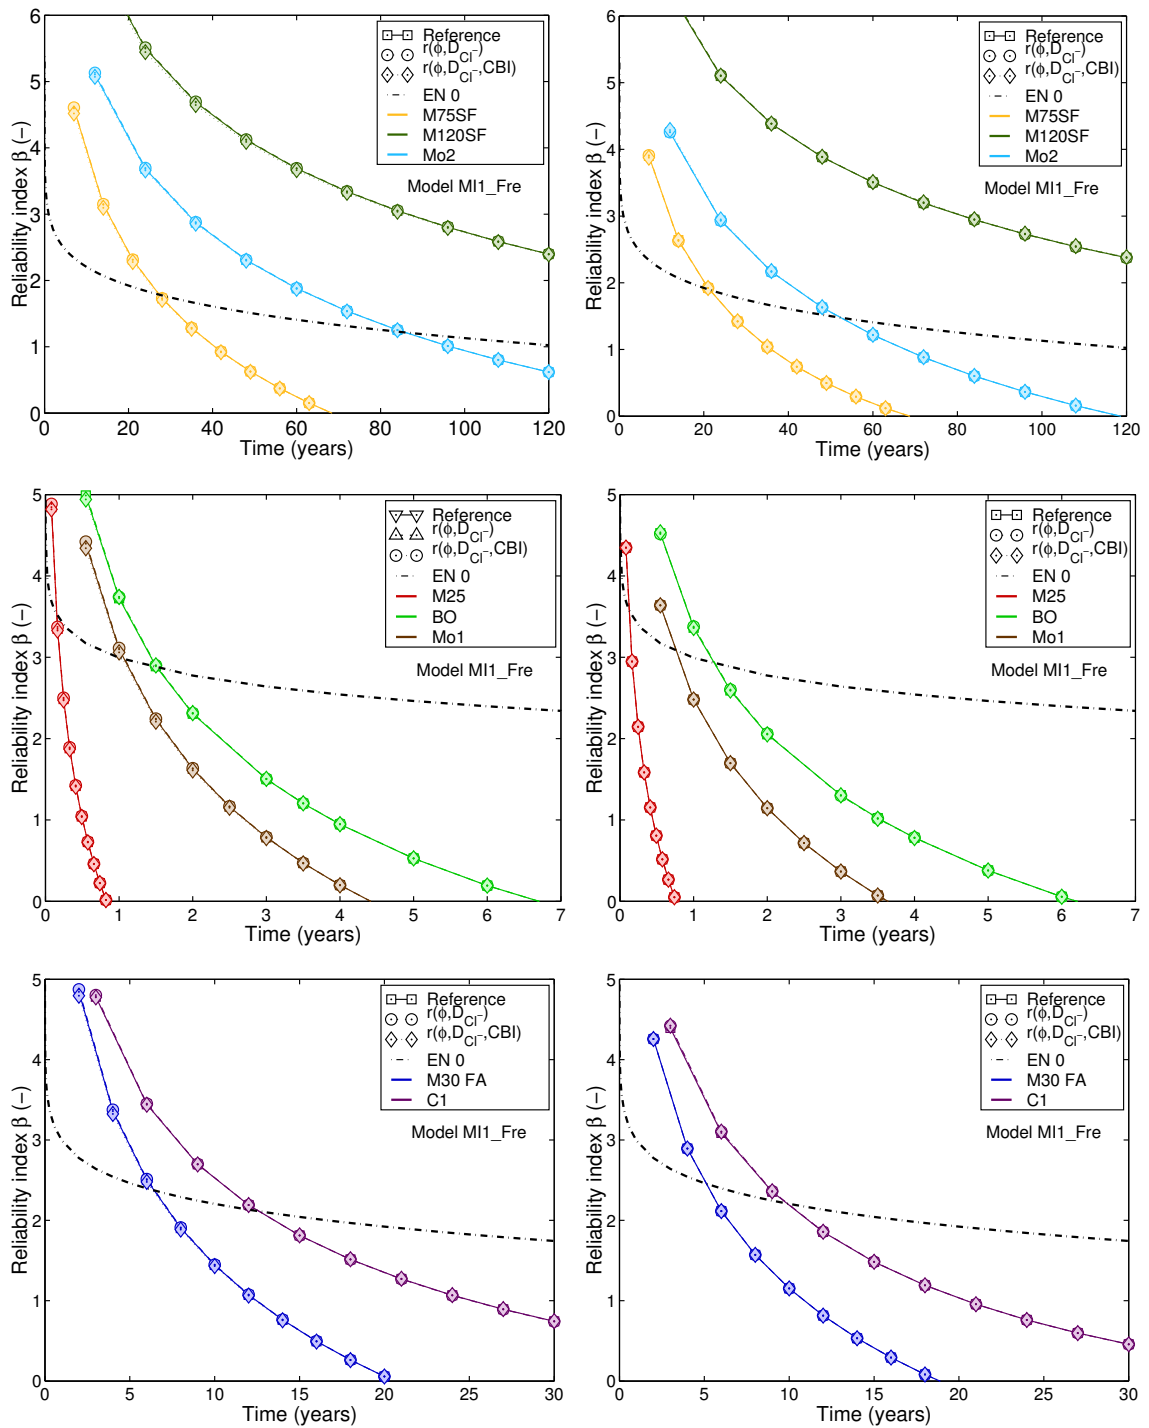 6
5
4
3
2
1
0
0 20 40 60 80 100 120
Reliability index β (−)
Time (years)
Reference
r(ϕ,D_Cl⁻)
r(ϕ,D_Cl⁻,CBI)
EN 0
M75SF
M120SF
Mo2
Model MI1_Fre
6
5
4
3
2
1
0
0 20 40 60 80 100 120
Reliability index β (−)
Time (years)
Reference
r(ϕ,D_Cl⁻)
r(ϕ,D_Cl⁻,CBI)
EN 0
M75SF
M120SF
Mo2
Model MI1_Fre
5
4
3
2
1
0
0 1 2 3 4 5 6 7
Reliability index β (−)
Time (years)
Reference
r(ϕ,D_Cl⁻)
r(ϕ,D_Cl⁻,CBI)
EN 0
M25
BO
Mo1
Model MI1_Fre
5
4
3
2
1
0
0 1 2 3 4 5 6 7
Reliability index β (−)
Time (years)
Reference
r(ϕ,D_Cl⁻)
r(ϕ,D_Cl⁻,CBI)
EN 0
M25
BO
Mo1
Model MI1_Fre
5
4
3
2
1
0
0 5 10 15 20 25 30
Reliability index β (−)
Time (years)
Reference
r(ϕ,D_Cl⁻)
r(ϕ,D_Cl⁻,CBI)
EN 0
M30 FA
C1
Model MI1_Fre
5
4
3
2
1
0
0 5 10 15 20 25 30
Reliability index β (−)
Time (years)
Reference
r(ϕ,D_Cl⁻)
r(ϕ,D_Cl⁻,CBI)
EN 0
M30 FA
C1
Model MI1_Fre